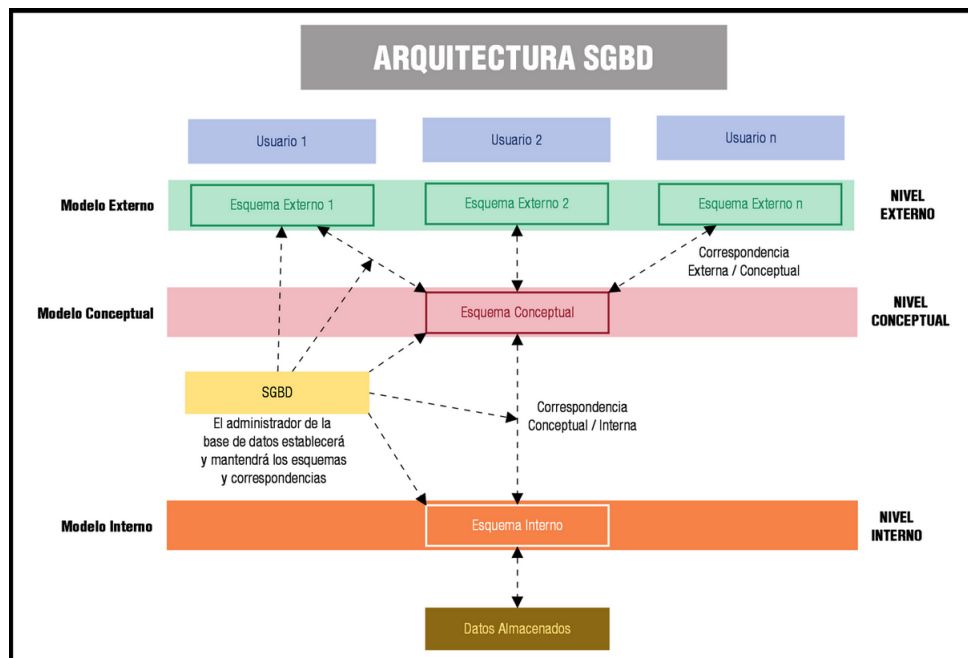 ARQUITECTURA SGBD
Usuario 1
Usuario 2
Usuario n
Modelo Externo
Esquema Externo 1
Esquema Externo 2
Esquema Externo n
NIVEL
EXTERNO
Correspondencia
Externa / Conceptual
Modelo Conceptual
Esquema Conceptual
NIVEL
CONCEPTUAL
SGBD
El administrador de la
base de datos establecerá
y mantendrá los esquemas
y correspondencias
Correspondencia
Conceptual / Interna
Modelo Interno
Esquema Interno
NIVEL
INTERNO
Datos Almacenados